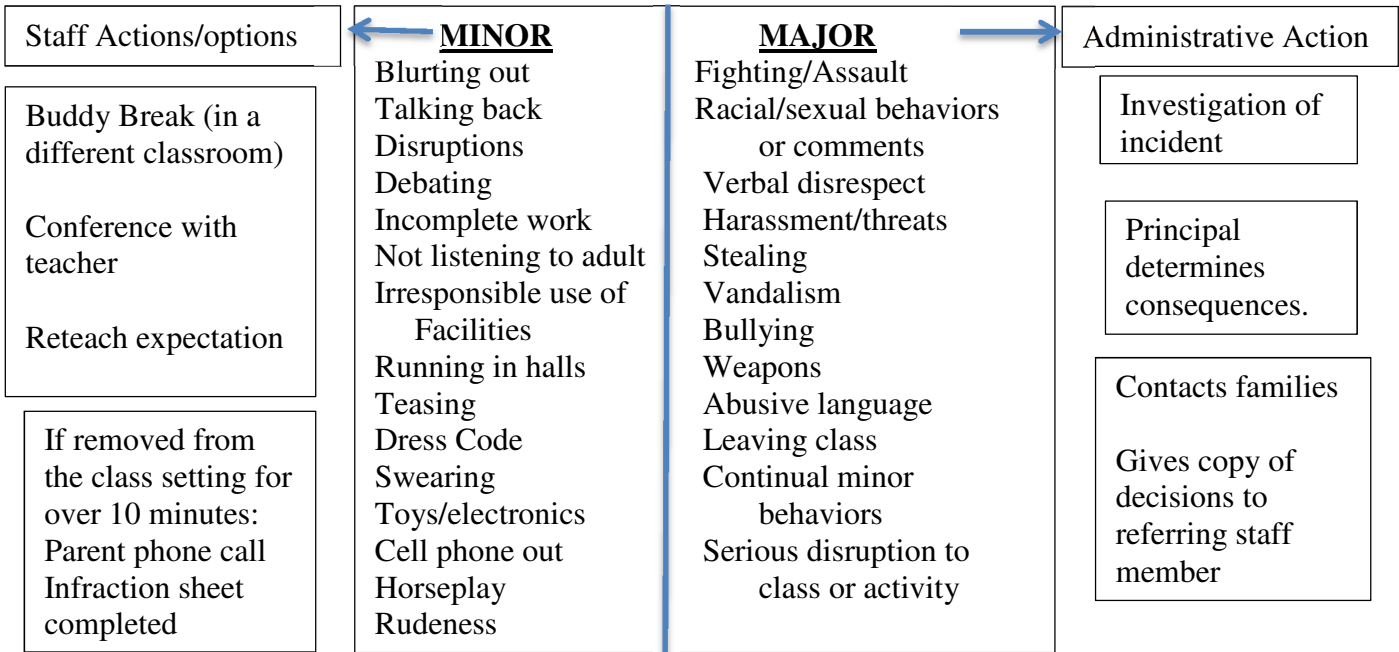 Staff Actions/options
Buddy Break (in a
different classroom)
Conference with
teacher
Reteach expectation
If removed from
the class setting for
over 10 minutes:
Parent phone call
Infraction sheet
completed
MINOR
Blurting out
Talking back
Disruptions
Debating
Incomplete work
Not listening to adult
Irresponsible use of
Facilities
Running in halls
Teasing
Dress Code
Swearing
Toys/electronics
Cell phone out
Horseplay
Rudeness
MAJOR
Fighting/Assault
Racial/sexual behaviors
or comments
Verbal disrespect
Harassment/threats
Stealing
Vandalism
Bullying
Weapons
Abusive language
Leaving class
Continual minor
behaviors
Serious disruption to
class or activity
Administrative Action
Investigation of
incident
Principal
determines
consequences.
Contacts families
Gives copy of
decisions to
referring staff
member